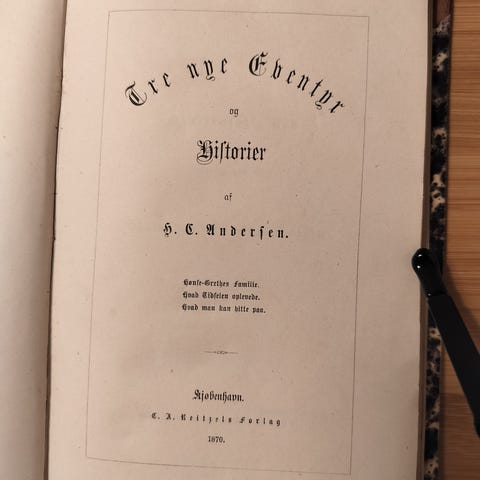 Tre nye Eventyr
og
Historier
af
H. C. Andersen.
Hønse-Grethes Familie.
Hvad Tidselen oplevede.
Hvad man kan hitte paa.
Kjøbenhavn.
C. A. Reitzels Forlag
1870.